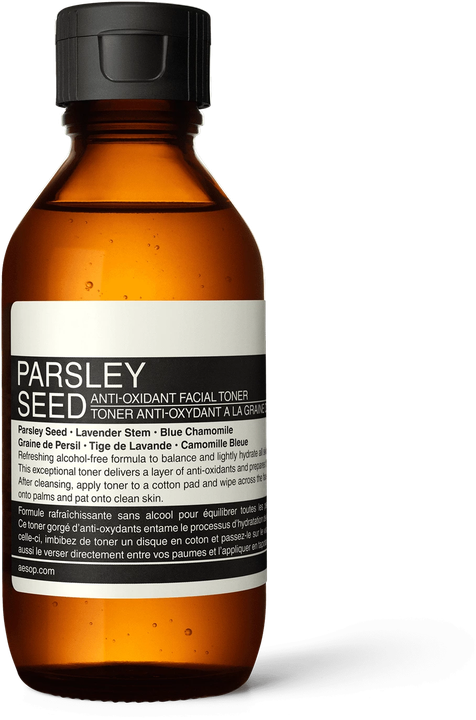 PARSLEY
SEED ANTI-OXIDANT FACIAL TONER
TONER ANTI-OXYDANT A LA GRAINE
Parsley Seed • Lavender Stem • Blue Chamomile
Graine de Persil • Tige de Lavande • Camomille Bleue
Refreshing alcohol-free formula to balance and lightly hydrate all
This exceptional toner delivers a layer of anti-oxidants and
After cleansing, apply toner to a cotton pad and wipe across the
onto palms and pat onto clean skin.
Formule rafraîchissante sans alcool pour équilibrer toutes les
Ce toner gorgé d'anti-oxydants entame le processus d'hydratation
celle-ci, imbibez de toner un disque en coton et passez-le sur le
aussi le verser directement entre vos paumes et l'appliquer en
aesop.com